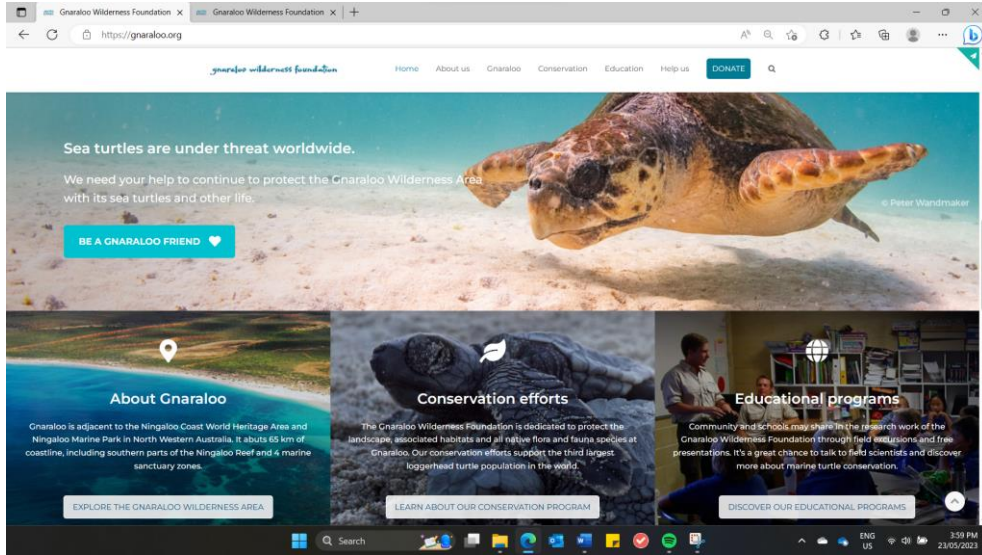 Gnaraloo Wilderness Foundation
Gnaraloo Wilderness Foundation
https://gnaraloo.org
gnaraloo wilderness foundation
Home About us Gnaraloo Conservation Education Help us DONATE
Sea turtles are under threat worldwide.
We need your help to continue to protect the Gnaraloo Wilderness Area
with its sea turtles and other life.
© Peter Wandmaker
BE A GNARALOO FRIEND
About Gnaraloo
Gnaraloo is adjacent to the Ningaloo Coast World Heritage Area and
Ningaloo Marine Park in North Western Australia. It abuts 65 km of
coastline, including southern parts of the Ningaloo Reef and 4 marine
sanctuary zones.
EXPLORE THE GNARALOO WILDERNESS AREA
Conservation efforts
The Gnaraloo Wilderness Foundation is dedicated to protect the
landscape, associated habitats and all native flora and fauna species at
Gnaraloo. Our conservation efforts support the third largest
loggerhead turtle population in the world.
LEARN ABOUT OUR CONSERVATION PROGRAM
Educational programs
Community and schools may share in the research work of the
Gnaraloo Wilderness Foundation through field excursions and free
presentations. It's a great chance to talk to field scientists and discover
more about marine turtle conservation.
DISCOVER OUR EDUCATIONAL PROGRAMS
Search
ENG
US
3:59 PM
23/05/2023